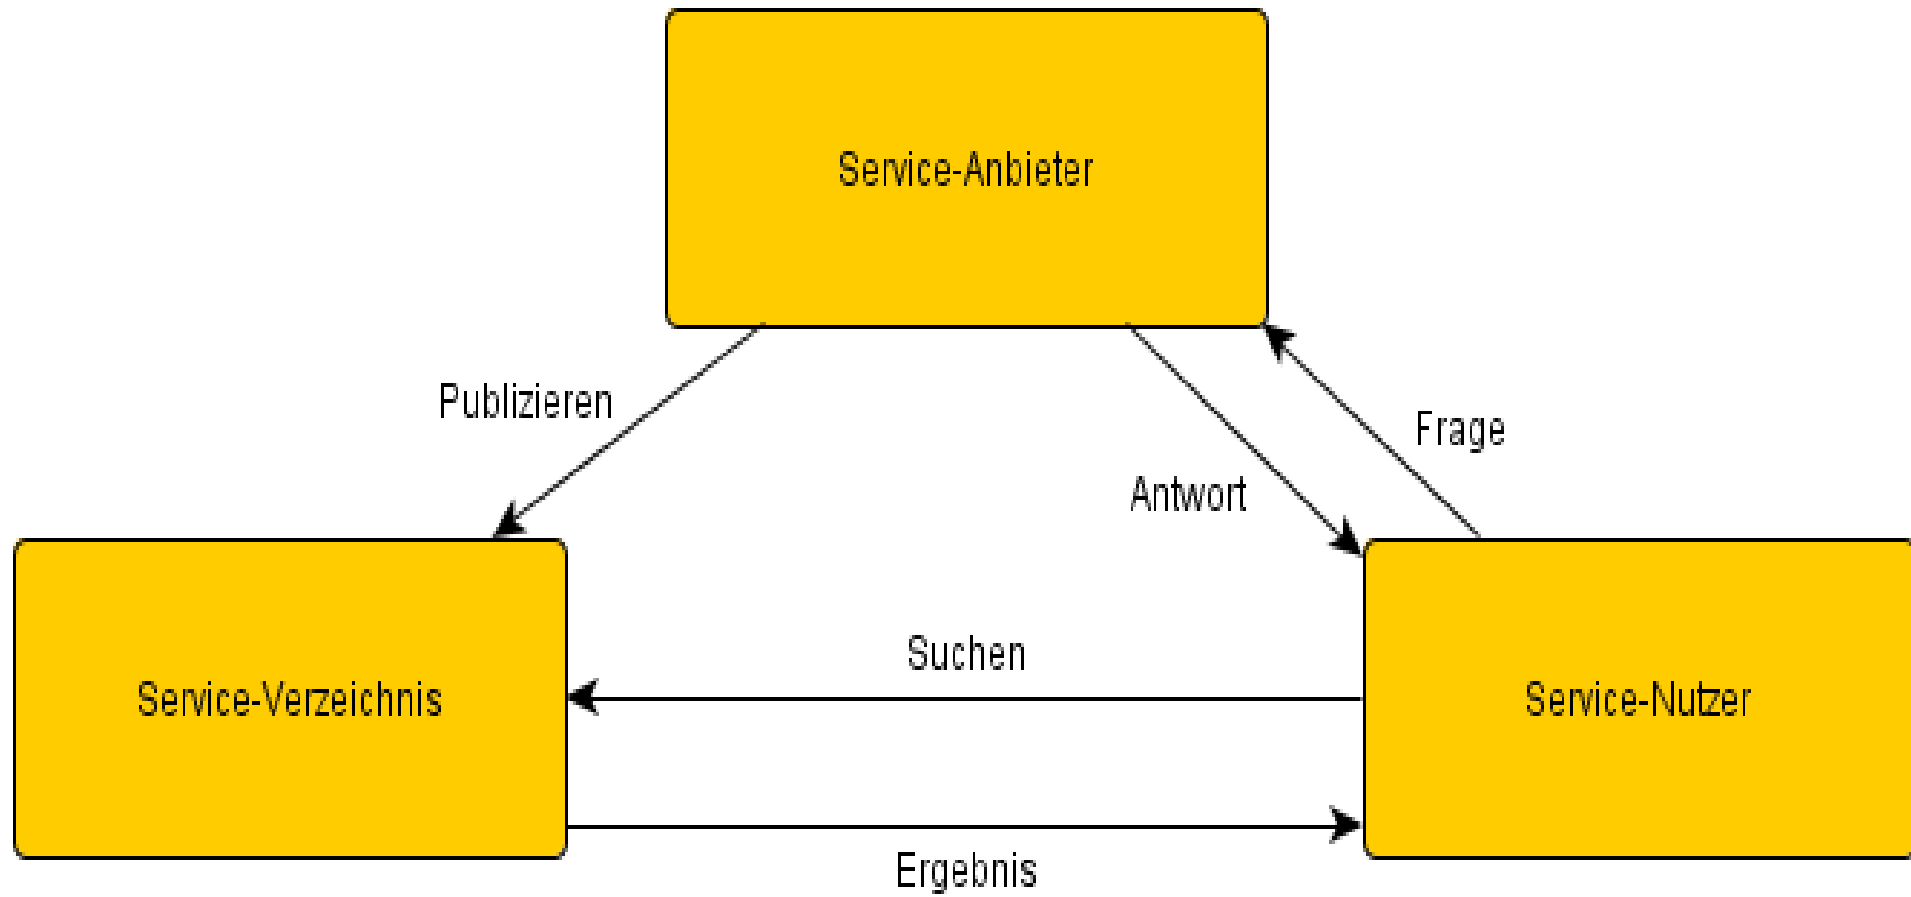 Service-Anbieter
Publizieren
Frage
Antwort
Suchen
Service-Verzeichnis
Service-Nutzer
Ergebnis